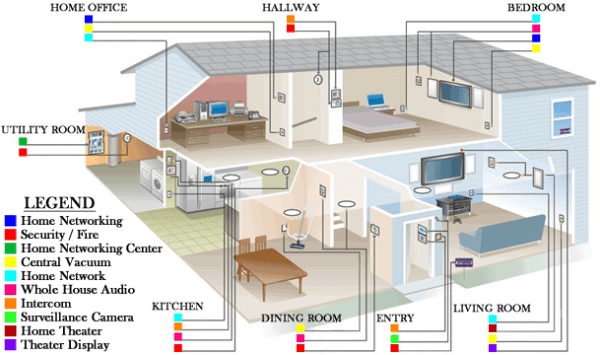 HOME OFFICE
HALLWAY
BEDROOM
UTILITY ROOM
LEGEND
Home Networking
Security / Fire
Home Networking Center
Central Vacuum
Home Network
Whole House Audio
Intercom
Surveillance Camera
Home Theater
Theater Display
KITCHEN
DINING ROOM
ENTRY
LIVING ROOM